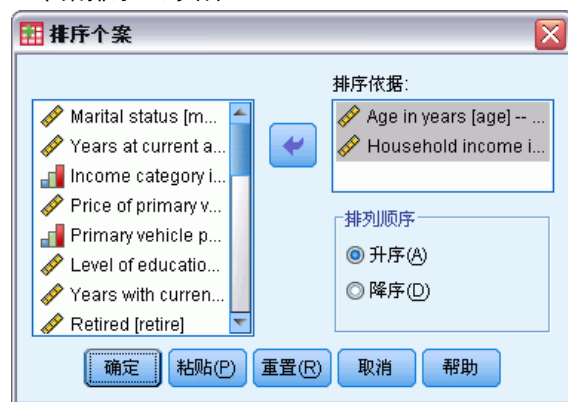 排序个案
排序依据:
Marital status [m...
Years at current a...
Income category i...
Price of primary v...
Primary vehicle p...
Level of educatio...
Years with curren...
Retired [retire]
Age in years [age] -- ...
Household income i...
排列顺序
升序(A)
降序(D)
确定
粘贴(P)
重置(R)
取消
帮助